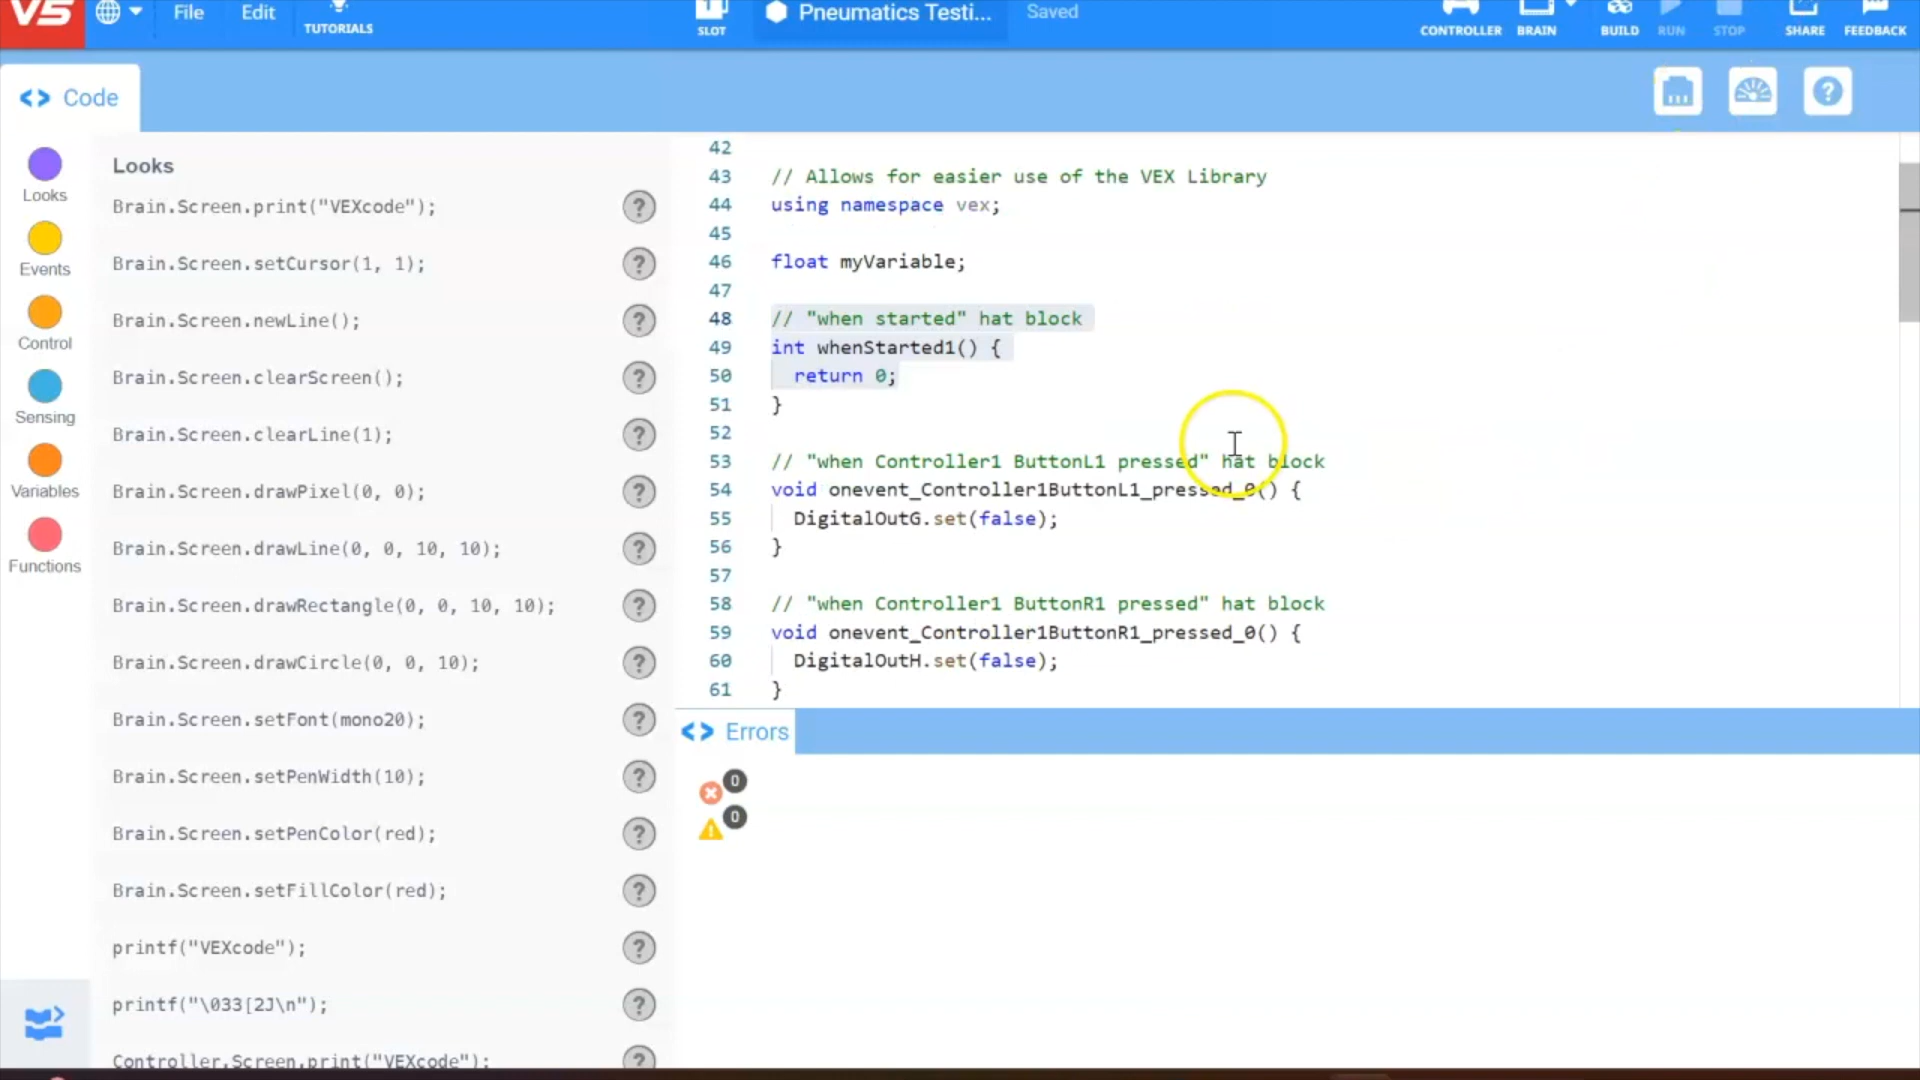 V5
File
Edit
TUTORIALS
SLOT
Pneumatics Testi...
Saved
CONTROLLER
BRAIN
BUILD
RUN
STOP
SHARE
FEEDBACK
<> Code
Looks
Events
Control
Sensing
Variables
Functions
Looks
Brain.Screen.print("VEXcode");
Brain.Screen.setCursor(1, 1);
Brain.Screen.newLine();
Brain.Screen.clearScreen();
Brain.Screen.clearLine(1);
Brain.Screen.drawPixel(0, 0);
Brain.Screen.drawLine(0, 0, 10, 10);
Brain.Screen.drawRectangle(0, 0, 10, 10);
Brain.Screen.drawCircle(0, 0, 10);
Brain.Screen.setFont(mono20);
Brain.Screen.setPenWidth(10);
Brain.Screen.setPenColor(red);
Brain.Screen.setFillColor(red);
printf("VEXcode");
printf("\033[2J\n");
Controller.Screen.print("VEXcode");
42
43 // Allows for easier use of the VEX Library
44 using namespace vex;
45
46 float myVariable;
47
48 // "when started" hat block
49 int whenStarted1() {
50 return 0;
51 }
52
53 // "when Controller1 ButtonL1 pressed" hat block
54 void onevent_Controller1ButtonL1_pressed_0() {
55 DigitalOutG.set(false);
56 }
57
58 // "when Controller1 ButtonR1 pressed" hat block
59 void onevent_Controller1ButtonR1_pressed_0() {
60 DigitalOutH.set(false);
61 }
<> Errors
0
0